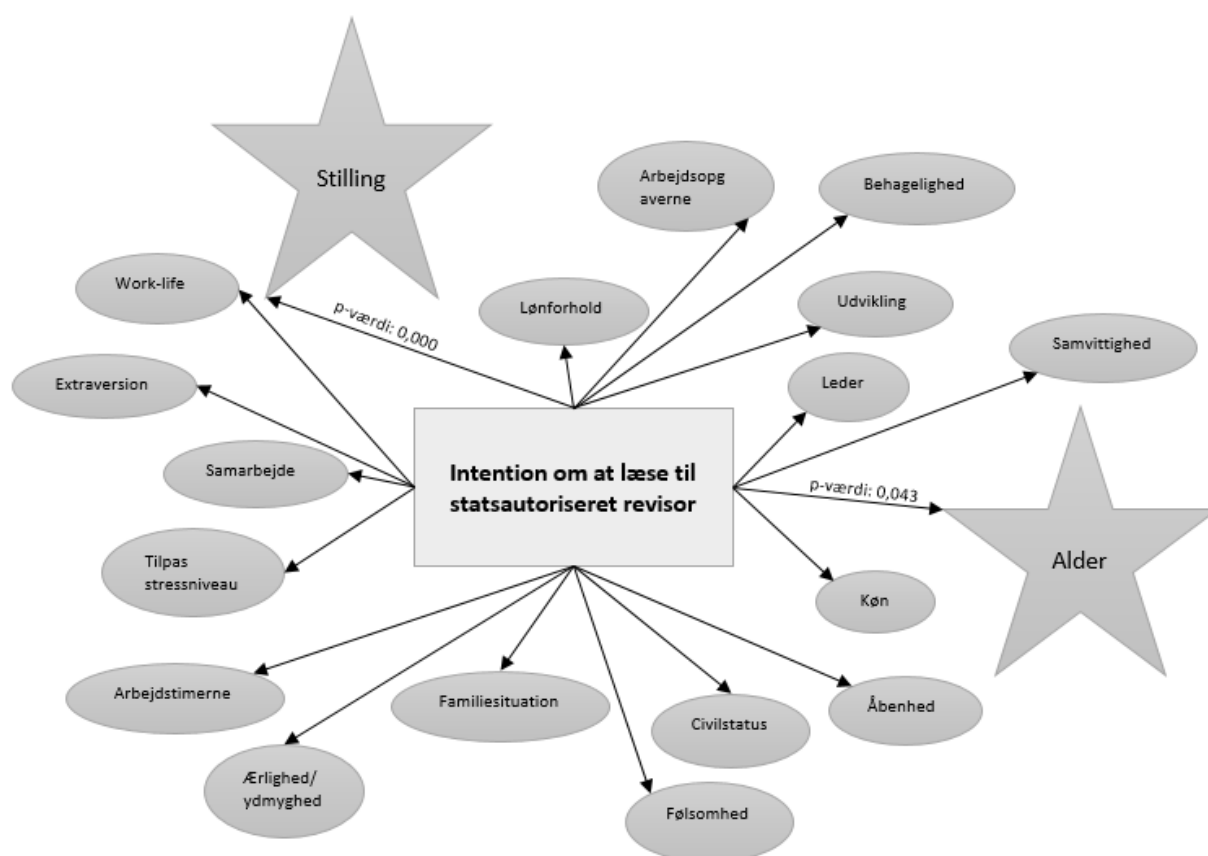 Stilling
Arbejdsopg
averne
Behagelighed
Work-life
Lønforhold
Udvikling
p-værdi: 0,000
Samvittighed
Extraversion
Leder
Samarbejde
Intention om at læse til
statsautoriseret revisor
p-værdi: 0,043
Alder
Tilpas
stressniveau
Køn
Arbejdstimerne
Familiesituation
Civilstatus
Åbenhed
Ærlighed/
ydmyghed
Følsomhed